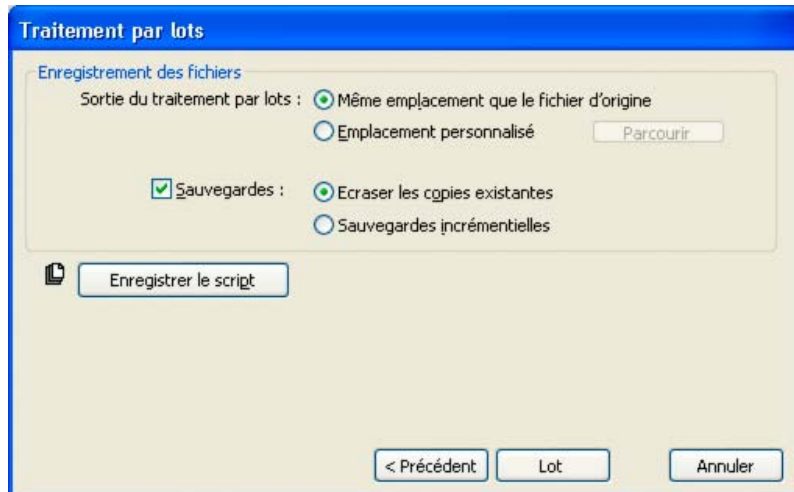 Traitement par lots
Enregistrement des fichiers
Sortie du traitement par lots : Même emplacement que le fichier d'origine
Emplacement personnalisé Parcourir
Sauvegardes : Ecraser les copies existantes
Sauvegardes incrémentielles
Enregistrer le script
< Précédent Lot Annuler